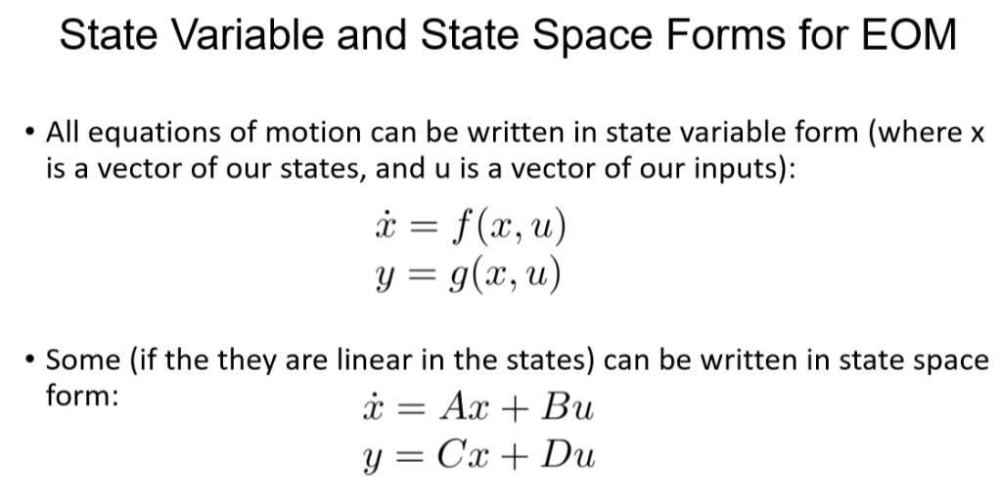 State Variable and State Space Forms for EOM
• All equations of motion can be written in state variable form (where x
is a vector of our states, and u is a vector of our inputs):
ẋ = f(x, u)
y = g(x, u)
• Some (if the they are linear in the states) can be written in state space
form:
ẋ = Ax + Bu
y = Cx + Du